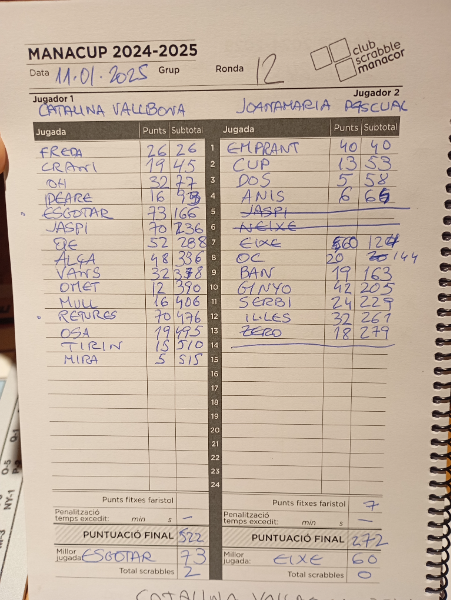 MANACUP 2024-2025
club scrabble manacor
Data 11.01.2025 Grup Ronda 12
Jugador 1 Jugador 2
CATALINA VALLBONA JOANAMARIA PASCUAL
Jugada Punts Subtotal Jugada Punts Subtotal
FREDA 26 26 1 EMPRANT 40 40
CRANI 19 45 2 CUP 13 53
OH 32 77 3 DOS 5 58
IDEARE 16 93 4 ANIS 6 64
ESGOTAR 73 166 5 JASPI
JASPI 70 236 6 NEIXE
52 288 7 EIXE 60 124
ALÇA 48 336 8 OC 20 144
VANS 32 378 9 BAN 19 163
OMET 12 390 10 GINYO 42 205
MULL 16 406 11 SERBI 24 229
RETURES 70 476 12 IL·LES 32 261
OSA 19 495 13 ZERO 18 279
TIRIN 15 510 14
MIRA 5 515 15
16
17
18
19
20
21
22
23
24
Punts fitxes faristol Punts fitxes faristol 7
Penalització temps excedit: min s — Penalització temps excedit: min s —
PUNTUACIÓ FINAL 522 PUNTUACIÓ FINAL 272
Millor jugada: ESGOTAR 73 Millor jugada: EIXE 60
Total scrabbles 2 Total scrabbles 0